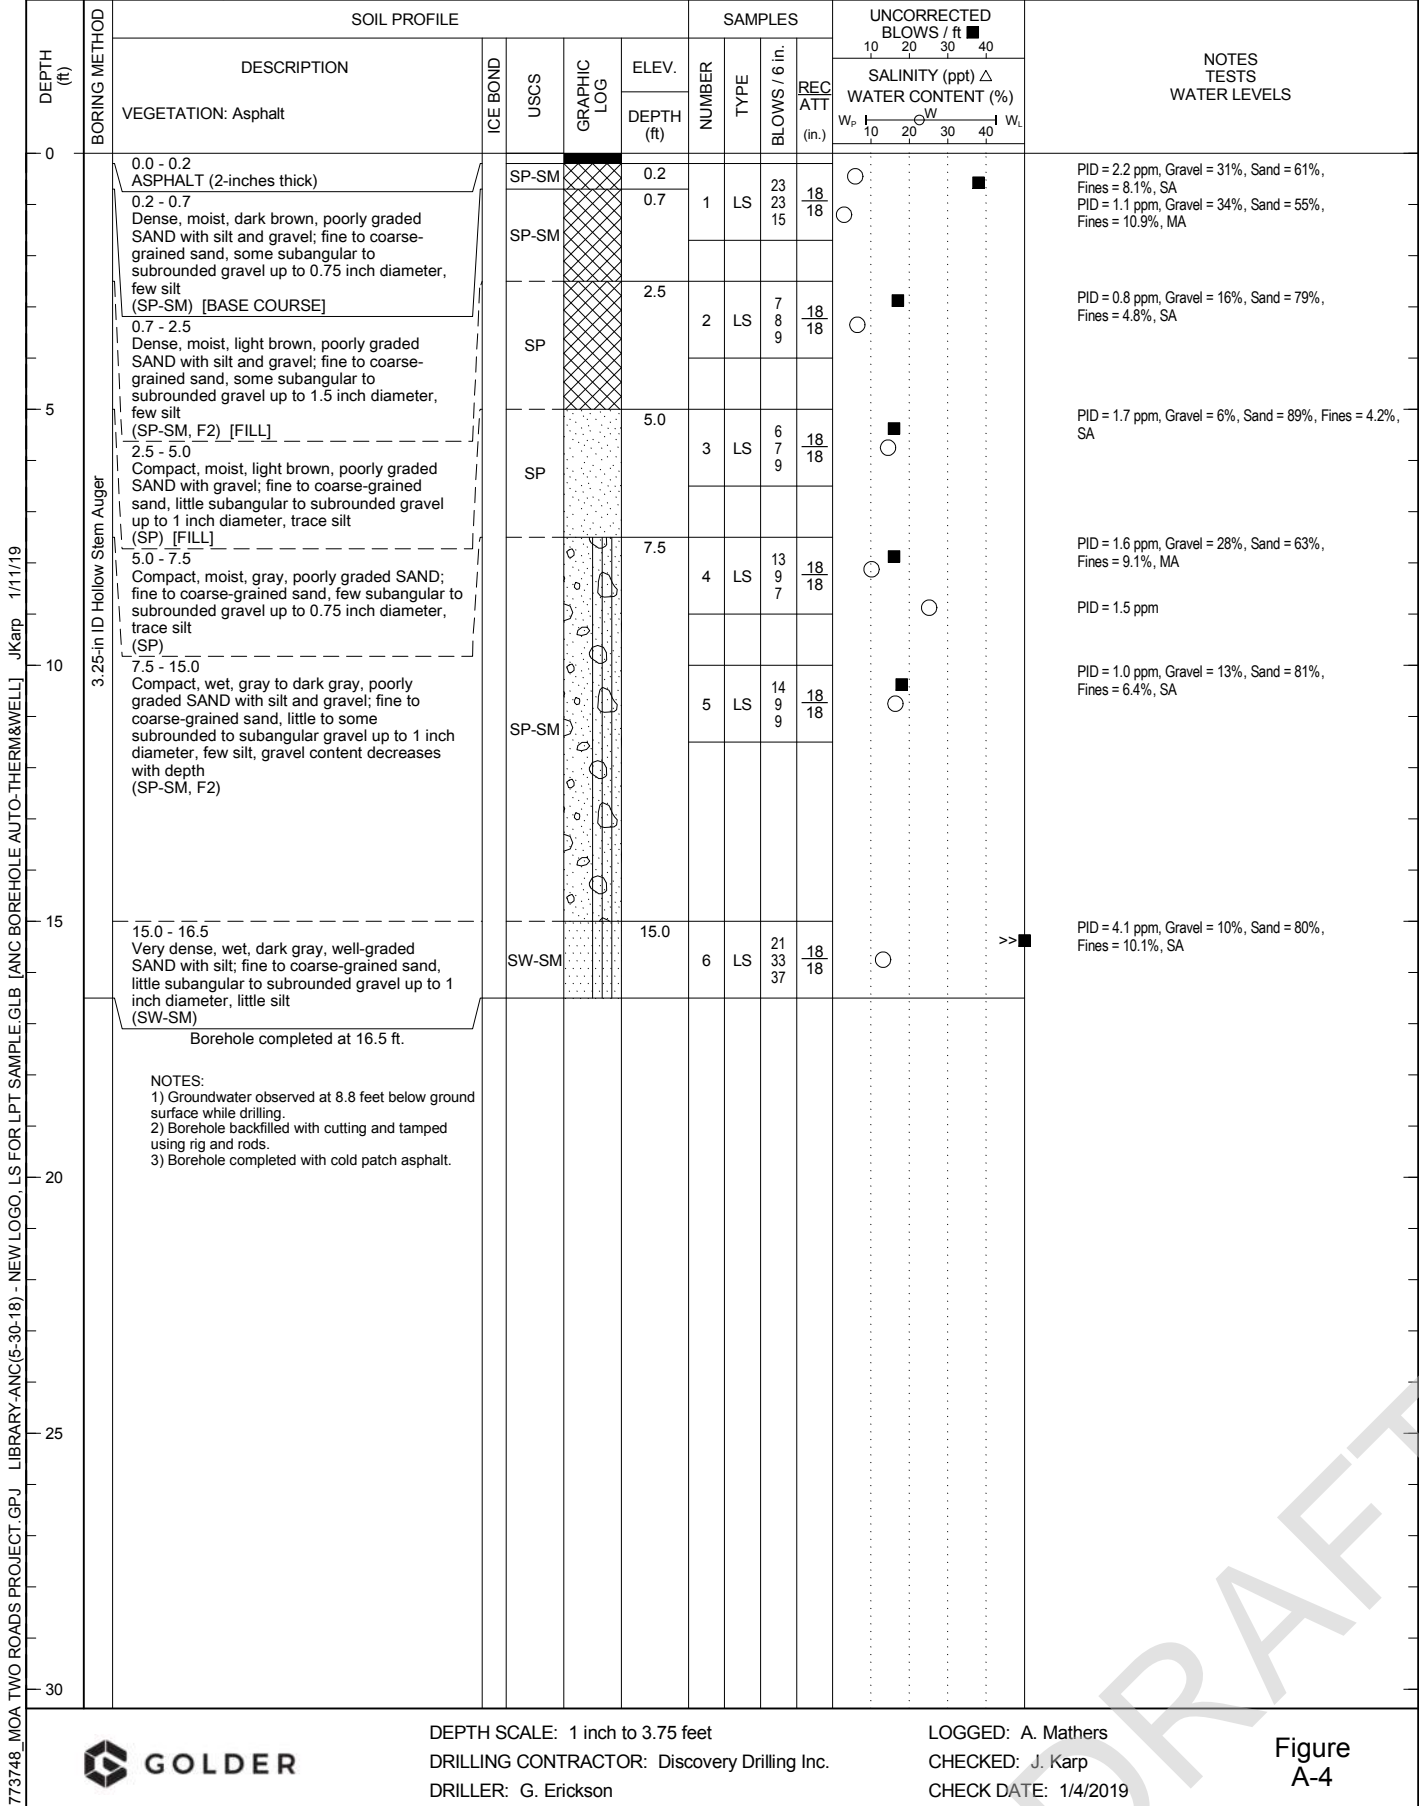 DEPTH
(ft)
BORING METHOD
SOIL PROFILE
DESCRIPTION
VEGETATION: Asphalt
ICE BOND
USCS
GRAPHIC
LOG
ELEV.
DEPTH
(ft)
SAMPLES
NUMBER
TYPE
BLOWS / 6 in.
REC
ATT
(in.)
UNCORRECTED
BLOWS / ft ■
10 20 30 40
SALINITY (ppt) △
WATER CONTENT (%)
WP W WL
10 20 30 40
NOTES
TESTS
WATER LEVELS
0
5
10
15
20
25
30
3.25-in ID Hollow Stem Auger
0.0 - 0.2
ASPHALT (2-inches thick)
0.2 - 0.7
Dense, moist, dark brown, poorly graded
SAND with silt and gravel; fine to coarse-
grained sand, some subangular to
subrounded gravel up to 0.75 inch diameter,
few silt
(SP-SM) [BASE COURSE]
0.7 - 2.5
Dense, moist, light brown, poorly graded
SAND with silt and gravel; fine to coarse-
grained sand, some subangular to
subrounded gravel up to 1.5 inch diameter,
few silt
(SP-SM, F2) [FILL]
2.5 - 5.0
Compact, moist, light brown, poorly graded
SAND with gravel; fine to coarse-grained
sand, little subangular to subrounded gravel
up to 1 inch diameter, trace silt
(SP) [FILL]
5.0 - 7.5
Compact, moist, gray, poorly graded SAND;
fine to coarse-grained sand, few subangular to
subrounded gravel up to 0.75 inch diameter,
trace silt
(SP)
7.5 - 15.0
Compact, wet, gray to dark gray, poorly
graded SAND with silt and gravel; fine to
coarse-grained sand, little to some
subrounded to subangular gravel up to 1 inch
diameter, few silt, gravel content decreases
with depth
(SP-SM, F2)
15.0 - 16.5
Very dense, wet, dark gray, well-graded
SAND with silt; fine to coarse-grained sand,
little subangular to subrounded gravel up to 1
inch diameter, little silt
(SW-SM)
Borehole completed at 16.5 ft.
NOTES:
1) Groundwater observed at 8.8 feet below ground
surface while drilling.
2) Borehole backfilled with cutting and tamped
using rig and rods.
3) Borehole completed with cold patch asphalt.
SP-SM
SP-SM
SP
SP
SP-SM
SW-SM
0.2
0.7
2.5
5.0
7.5
15.0
1 LS 23 23 15 18/18
2 LS 7 8 9 18/18
3 LS 6 7 9 18/18
4 LS 13 9 7 18/18
5 LS 14 9 9 18/18
6 LS 21 33 37 18/18
>>
PID = 2.2 ppm, Gravel = 31%, Sand = 61%,
Fines = 8.1%, SA
PID = 1.1 ppm, Gravel = 34%, Sand = 55%,
Fines = 10.9%, MA
PID = 0.8 ppm, Gravel = 16%, Sand = 79%,
Fines = 4.8%, SA
PID = 1.7 ppm, Gravel = 6%, Sand = 89%, Fines = 4.2%,
SA
PID = 1.6 ppm, Gravel = 28%, Sand = 63%,
Fines = 9.1%, MA
PID = 1.5 ppm
PID = 1.0 ppm, Gravel = 13%, Sand = 81%,
Fines = 6.4%, SA
PID = 4.1 ppm, Gravel = 10%, Sand = 80%,
Fines = 10.1%, SA
773748_MOA TWO ROADS PROJECT.GPJ LIBRARY-ANC(5-30-18) - NEW LOGO, LS FOR LPT SAMPLE.GLB [ANC BOREHOLE AUTO-THERM&WELL] JKarp 1/11/19
DRAFT
GOLDER
DEPTH SCALE: 1 inch to 3.75 feet
DRILLING CONTRACTOR: Discovery Drilling Inc.
DRILLER: G. Erickson
LOGGED: A. Mathers
CHECKED: J. Karp
CHECK DATE: 1/4/2019
Figure
A-4